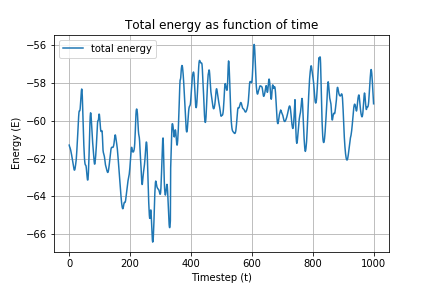 Total energy as function of time
total energy
Energy (E)
−56
−58
−60
−62
−64
−66
0 200 400 600 800 1000
Timestep (t)